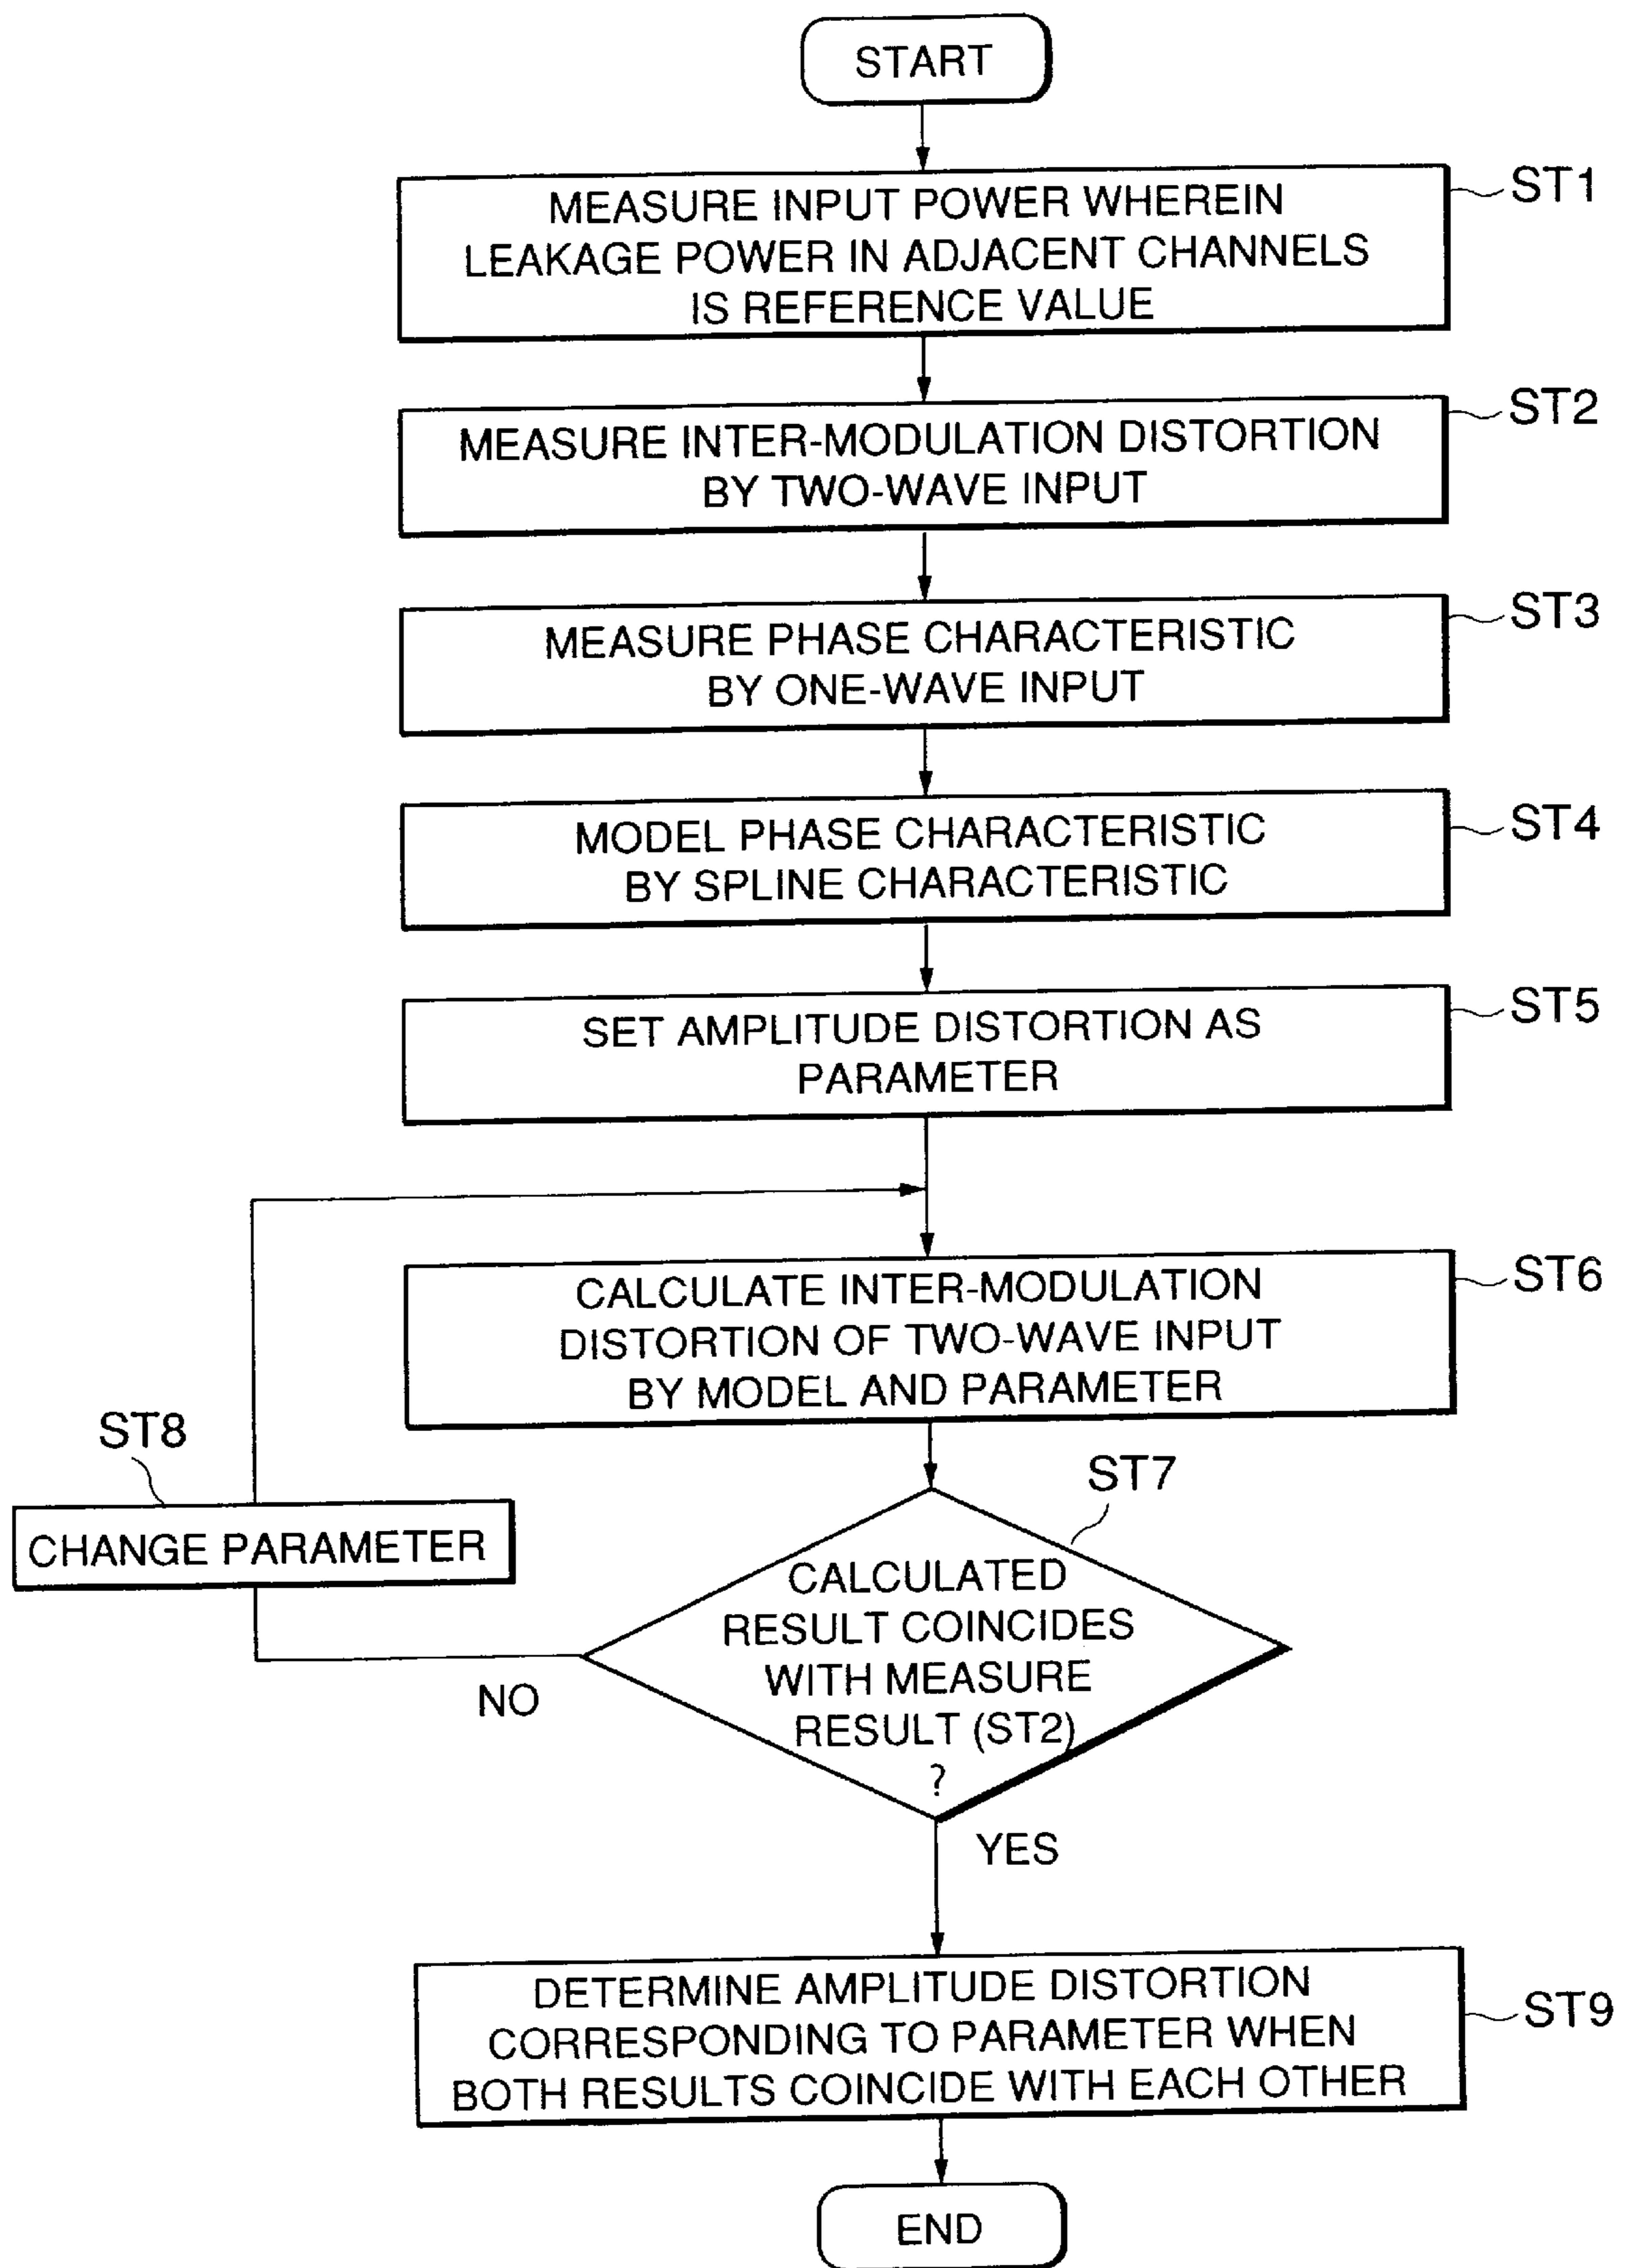 START
MEASURE INPUT POWER WHEREIN
LEAKAGE POWER IN ADJACENT CHANNELS
IS REFERENCE VALUE
ST1
MEASURE INTER-MODULATION DISTORTION
BY TWO-WAVE INPUT
ST2
MEASURE PHASE CHARACTERISTIC
BY ONE-WAVE INPUT
ST3
MODEL PHASE CHARACTERISTIC
BY SPLINE CHARACTERISTIC
ST4
SET AMPLITUDE DISTORTION AS
PARAMETER
ST5
CALCULATE INTER-MODULATION
DISTORTION OF TWO-WAVE INPUT
BY MODEL AND PARAMETER
ST6
ST8
CHANGE PARAMETER
ST7
CALCULATED
RESULT COINCIDES
WITH MEASURE
RESULT (ST2)
?
NO
YES
DETERMINE AMPLITUDE DISTORTION
CORRESPONDING TO PARAMETER WHEN
BOTH RESULTS COINCIDE WITH EACH OTHER
ST9
END